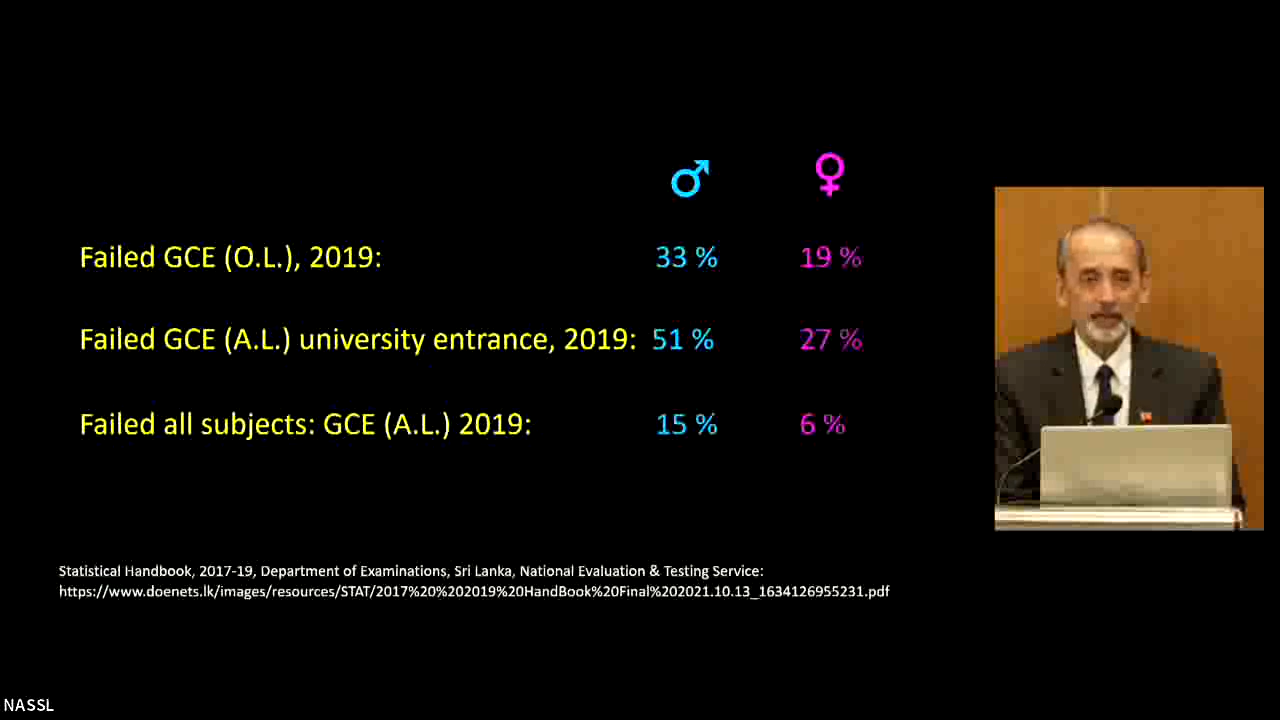 ♂ ♀
Failed GCE (O.L.), 2019: 33 % 19 %
Failed GCE (A.L.) university entrance, 2019: 51 % 27 %
Failed all subjects: GCE (A.L.) 2019: 15 % 6 %
Statistical Handbook, 2017-19, Department of Examinations, Sri Lanka, National Evaluation & Testing Service:
https://www.doenets.lk/images/resources/STAT/2017%20%202019%20HandBook%20Final%202021.10.13_1634126955231.pdf
NASSL